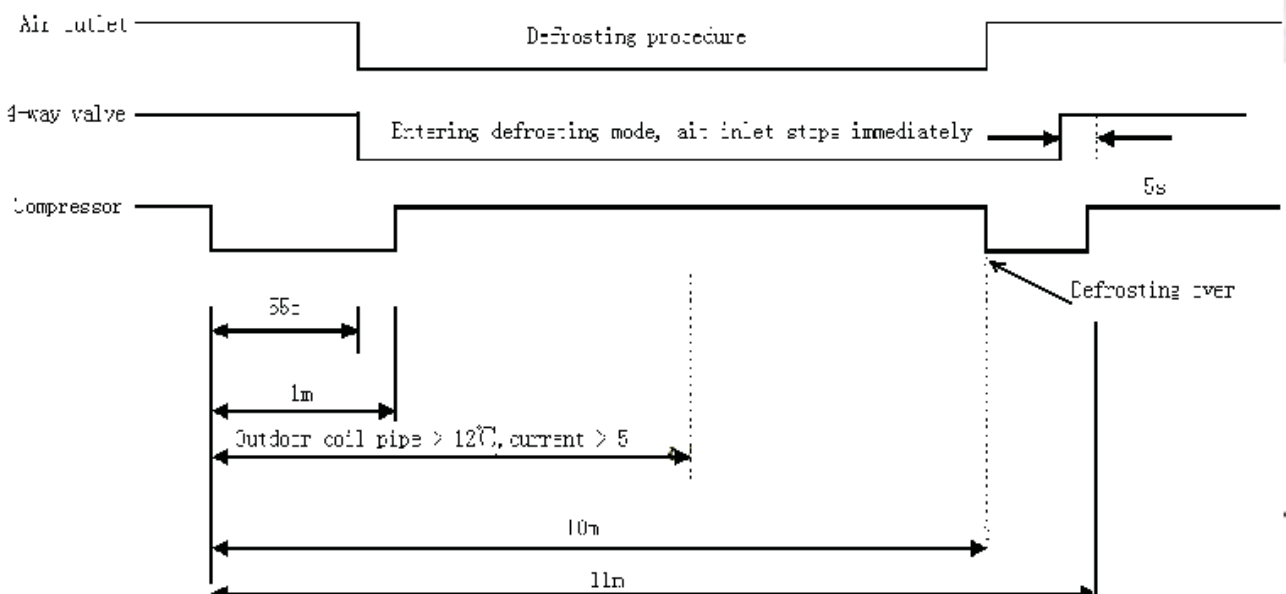 Air outlet
Defrosting procedure
4-way valve
Entering defrosting mode, air inlet stops immediately
5s
Compressor
Defrosting over
55s
1m
Outdoor coil pipe > 12℃, current > 5
10m
11m